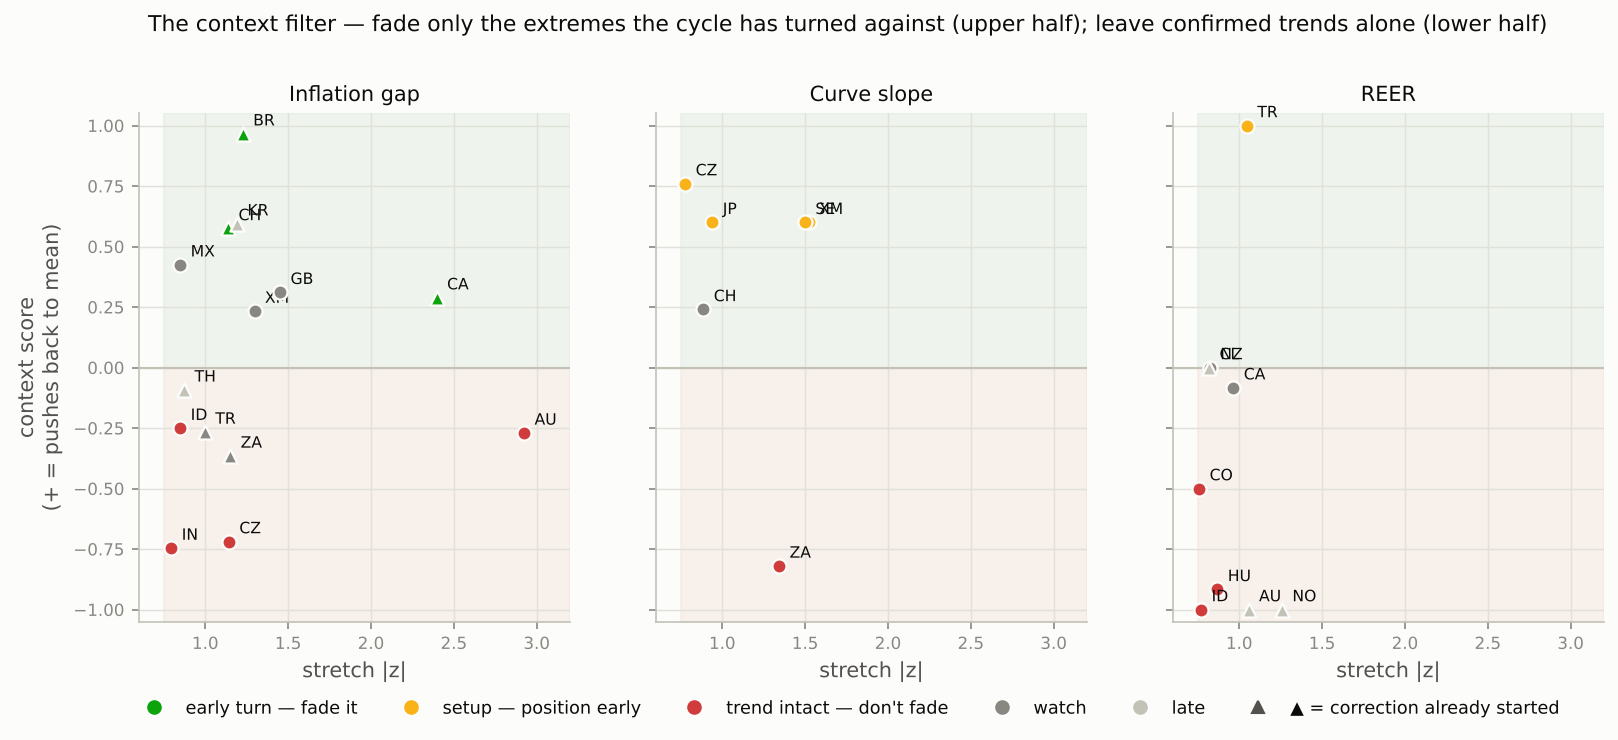 The context filter — fade only the extremes the cycle has turned against (upper half); leave confirmed trends alone (lower half)
Inflation gap
Curve slope
REER
context score
(+ = pushes back to mean)
1.00
0.75
0.50
0.25
0.00
−0.25
−0.50
−0.75
−1.00
BR
KR
CH
MX
GB
CA
TH
ID
TR
ZA
AU
IN
CZ
1.0 1.5 2.0 2.5 3.0
stretch |z|
CZ
JP
CH
ZA
1.0 1.5 2.0 2.5 3.0
stretch |z|
TR
CA
CO
HU
ID
AU
NO
1.0 1.5 2.0 2.5 3.0
stretch |z|
early turn — fade it
setup — position early
trend intact — don't fade
watch
late
▲ = correction already started